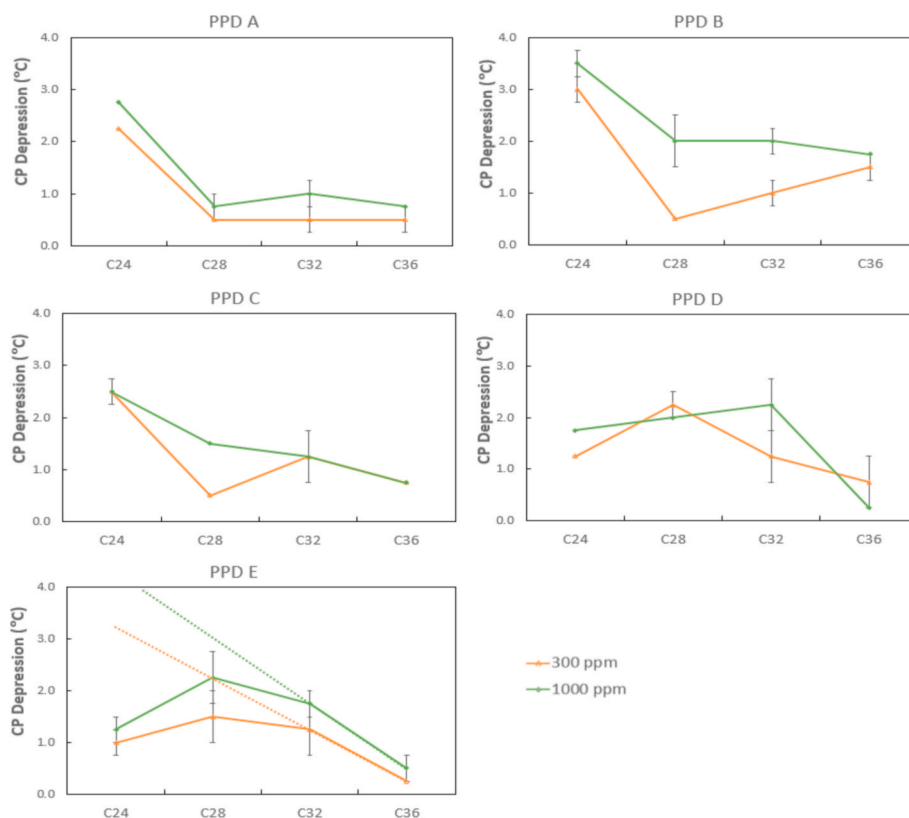 PPD A
CP Depression (°C)
4.0
3.0
2.0
1.0
0.0
C24 C28 C32 C36
PPD B
CP Depression (°C)
4.0
3.0
2.0
1.0
0.0
C24 C28 C32 C36
PPD C
CP Depression (°C)
4.0
3.0
2.0
1.0
0.0
C24 C28 C32 C36
PPD D
CP Depression (°C)
4.0
3.0
2.0
1.0
0.0
C24 C28 C32 C36
PPD E
CP Depression (°C)
4.0
3.0
2.0
1.0
0.0
C24 C28 C32 C36
300 ppm
1000 ppm